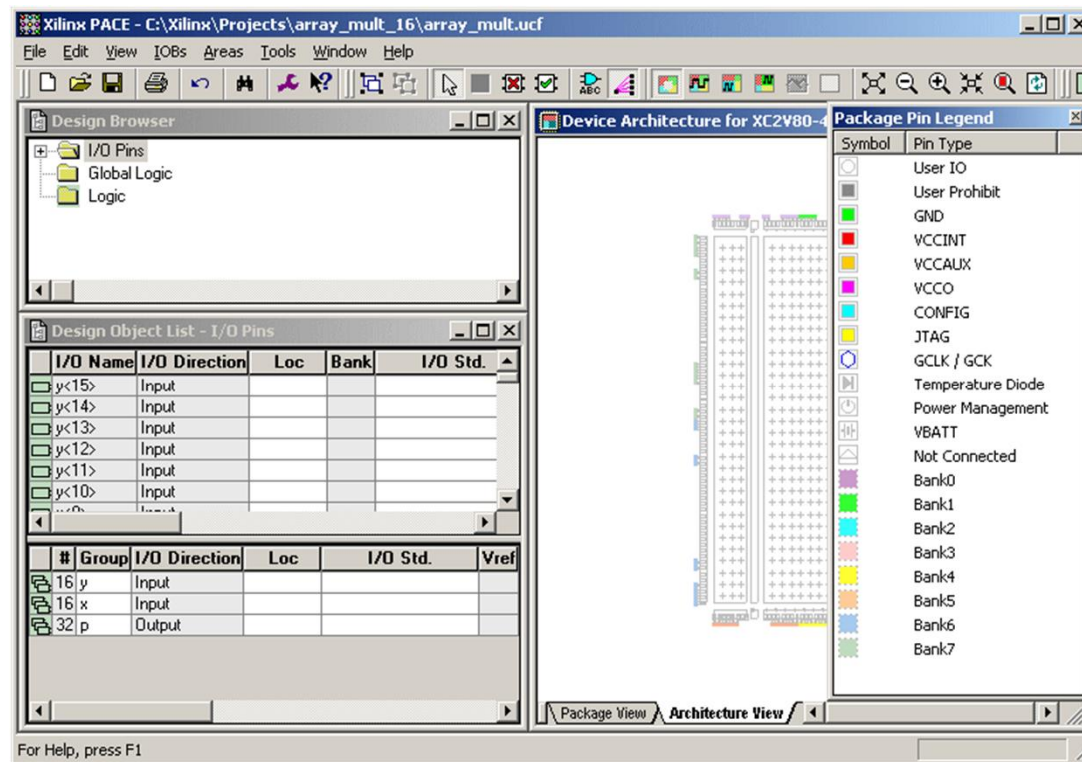 Xilinx PACE - C:\Xilinx\Projects\array_mult_16\array_mult.ucf
File Edit View IOBs Areas Tools Window Help
ABC
Design Browser
I/O Pins
Global Logic
Logic
Design Object List - I/O Pins
I/O Name I/O Direction Loc Bank I/O Std.
y<15> Input
y<14> Input
y<13> Input
y<12> Input
y<11> Input
y<10> Input
# Group I/O Direction Loc I/O Std. Vref
16 y Input
16 x Input
32 p Output
Device Architecture for XC2V80-4
Package View Architecture View
Package Pin Legend
Symbol Pin Type
User IO
User Prohibit
GND
VCCINT
VCCAUX
VCCO
CONFIG
JTAG
GCLK / GCK
Temperature Diode
Power Management
VBATT
Not Connected
Bank0
Bank1
Bank2
Bank3
Bank4
Bank5
Bank6
Bank7
For Help, press F1